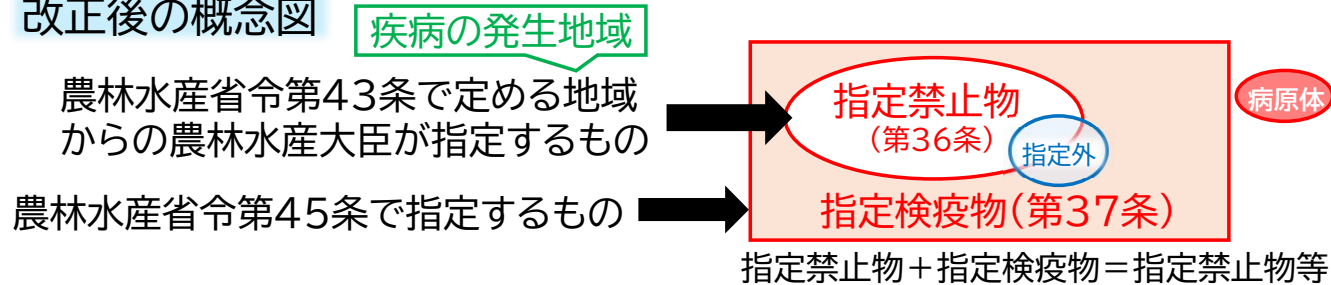 改正後の概念図
疾病の発生地域
農林水産省令第43条で定める地域
からの農林水産大臣が指定するもの
指定禁止物
(第36条)
指定外
病原体
農林水産省令第45条で指定するもの
指定検疫物(第37条)
指定禁止物+指定検疫物=指定禁止物等